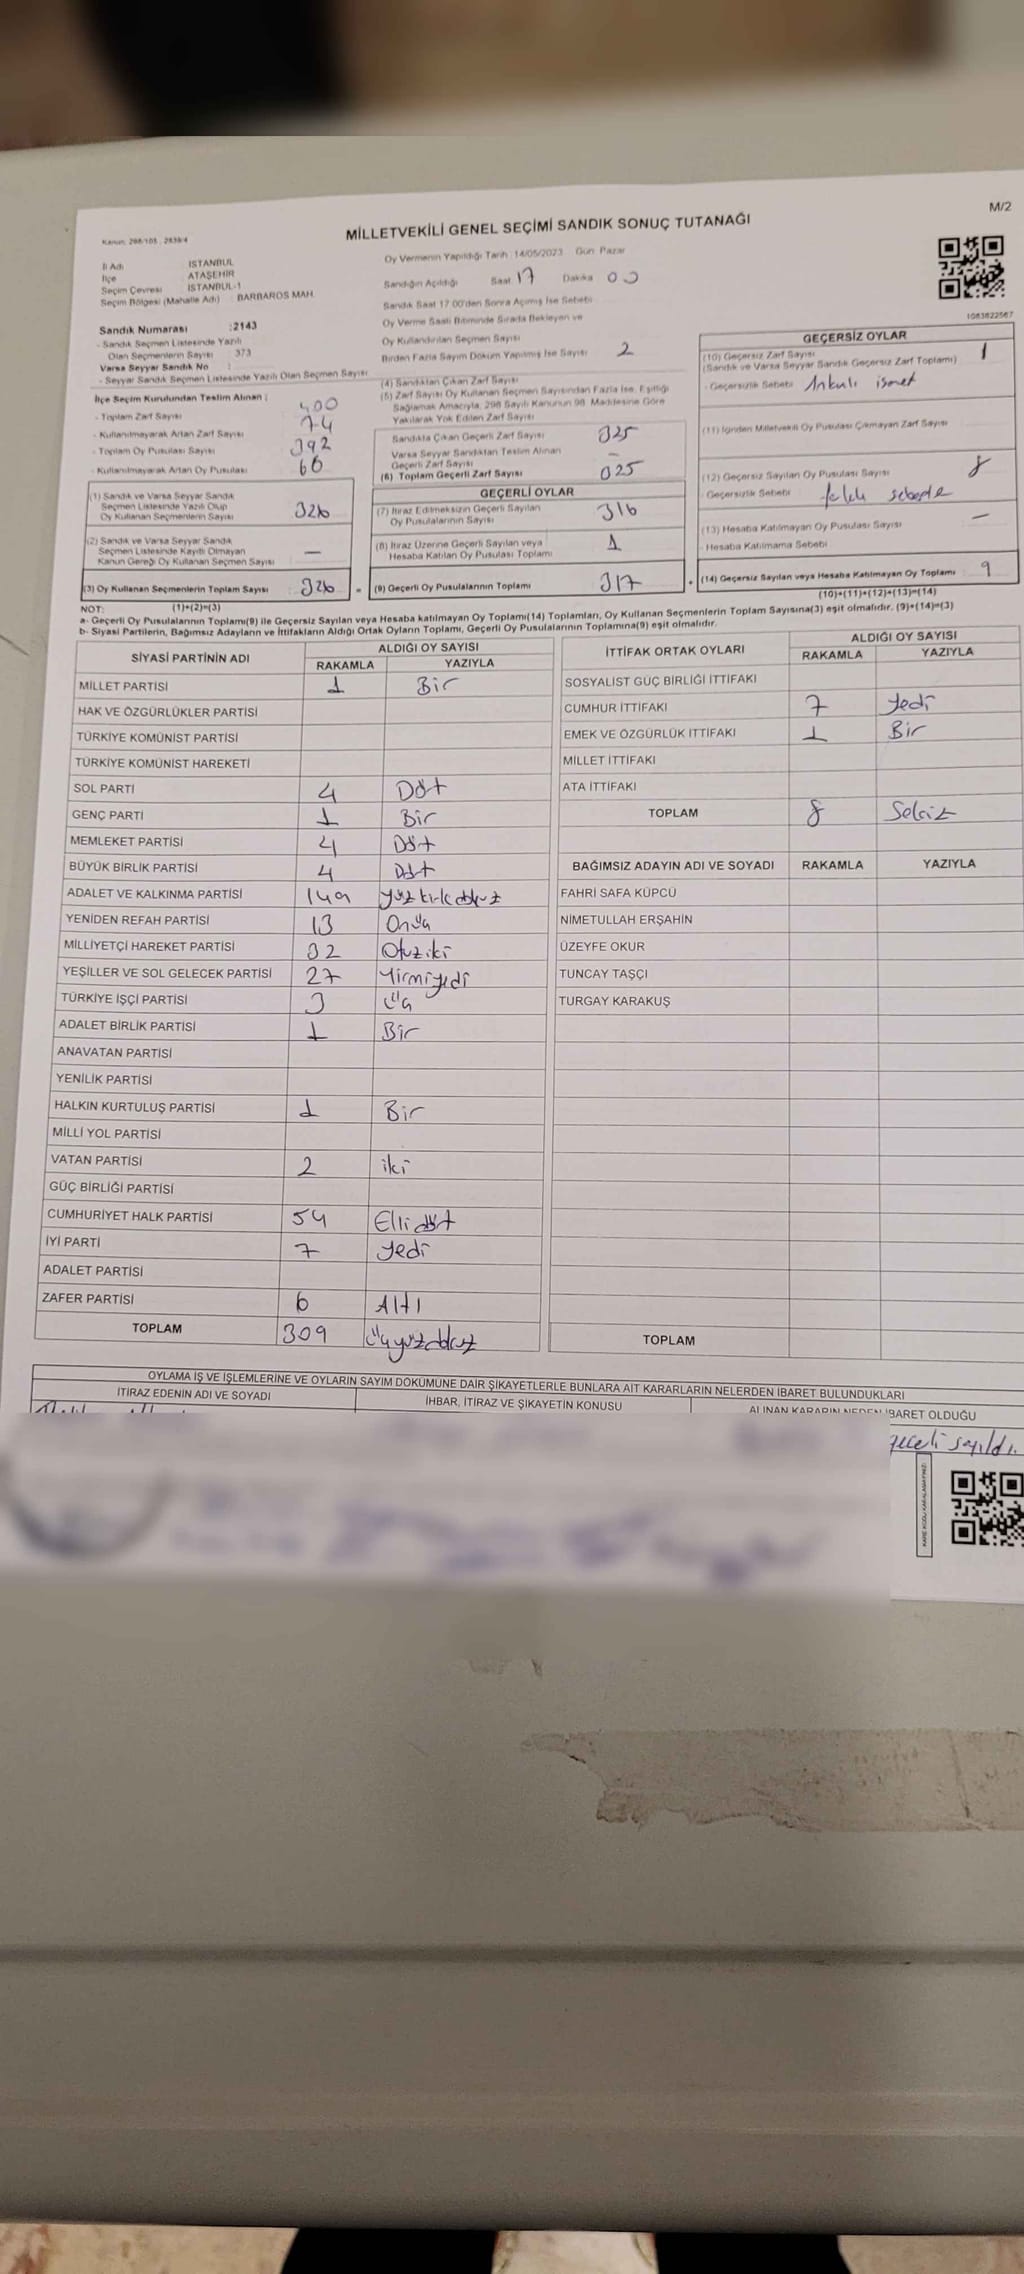 M/2
MİLLETVEKİLİ GENEL SEÇİMİ SANDIK SONUÇ TUTANAĞI
Kanun: 298/105 , 2839/4
İl Adı : İSTANBUL
İlçe : ATAŞEHİR
Seçim Çevresi : İSTANBUL-1
Seçim Bölgesi (Mahalle Adı) : BARBAROS MAH.
Oy Vermenin Yapıldığı Tarih : 14/05/2023 Gün Pazar
Sandığın Açıldığı Saat 17 Dakika 00
Sandık Saat 17:00'den Sonra Açımış İse Sebebi
Oy Verme Saati Bitiminde Sırada Bekleyen ve
Oy Kullandırılan Seçmen Sayısı
Birden Fazla Sayım Döküm Yapılmış İse Sayısı 2
1083822567
Sandık Numarası :2143
- Sandık Seçmen Listesinde Yazılı
Olan Seçmenlerin Sayısı : 373
Varsa Seyyar Sandık No :
- Seyyar Sandık Seçmen Listesinde Yazılı Olan Seçmen Sayısı
İlçe Seçim Kurulundan Teslim Alınan :
- Toplam Zarf Sayısı 400
- Kullanılmayarak Artan Zarf Sayısı 74
- Toplam Oy Pusulası Sayısı 392
- Kullanılmayarak Artan Oy Pusulası 66
(1) Sandık ve Varsa Seyyar Sandık
Seçmen Listesinde Yazılı Olup
Oy Kullanan Seçmenlerin Sayısı 326
(2) Sandık ve Varsa Seyyar Sandık
Seçmen Listesinde Kayıtlı Olmayan
Kanun Gereği Oy Kullanan Seçmen Sayısı —
(3) Oy Kullanan Seçmenlerin Toplam Sayısı 326 =
(4) Sandıktan Çıkan Zarf Sayısı
(5) Zarf Sayısı Oy Kullanan Seçmen Sayısından Fazla İse, Eşitliği
Sağlamak Amacıyla, 298 Sayılı Kanunun 98. Maddesine Göre
Yakılarak Yok Edilen Zarf Sayısı
Sandıkta Çıkan Geçerli Zarf Sayısı 325
Varsa Seyyar Sandıktan Teslim Alınan
Geçerli Zarf Sayısı —
(6) Toplam Geçerli Zarf Sayısı 325
GEÇERLİ OYLAR
(7) İtiraz Edilmeksizin Geçerli Sayılan
Oy Pusulalarının Sayısı 316
(8) İtiraz Üzerine Geçerli Sayılan veya
Hesaba Katılan Oy Pusulası Toplamı 1
(9) Geçerli Oy Pusulalarının Toplamı 317 +
GEÇERSİZ OYLAR
(10) Geçersiz Zarf Sayısı
(Sandık ve Varsa Seyyar Sandık Geçersiz Zarf Toplamı) 1
- Geçersizlik Sebebi
(11) İçinden Milletvekili Oy Pusulası Çıkmayan Zarf Sayısı
(12) Geçersiz Sayılan Oy Pusulası Sayısı 8
- Geçersizlik Sebebi farklı sebepte
(13) Hesaba Katılmayan Oy Pusulası Sayısı —
- Hesaba Katılmama Sebebi
(14) Geçersiz Sayılan veya Hesaba Katılmayan Oy Toplamı 9
(10)+(11)+(12)+(13)=(14)
NOT: (1)+(2)=(3)
a- Geçerli Oy Pusulalarının Toplamı(9) ile Geçersiz Sayılan veya Hesaba katılmayan Oy Toplamı(14) Toplamları, Oy Kullanan Seçmenlerin Toplam Sayısına(3) eşit olmalıdır. (9)+(14)=(3)
b- Siyasi Partilerin, Bağımsız Adayların ve İttifakların Aldığı Ortak Oyların Toplamı, Geçerli Oy Pusulalarının Toplamına(9) eşit olmalıdır.
SİYASİ PARTİNİN ADI ALDIĞI OY SAYISI
RAKAMLA YAZIYLA
MİLLET PARTİSİ 1 Bir
HAK VE ÖZGÜRLÜKLER PARTİSİ
TÜRKİYE KOMÜNİST PARTİSİ
TÜRKİYE KOMÜNİST HAREKETİ
SOL PARTİ 4 Dört
GENÇ PARTİ 1 Bir
MEMLEKET PARTİSİ 4 Dört
BÜYÜK BİRLİK PARTİSİ 4 Dört
ADALET VE KALKINMA PARTİSİ 149 yüzkırkdokuz
YENİDEN REFAH PARTİSİ 13 Onüç
MİLLİYETÇİ HAREKET PARTİSİ 32 Otuziki
YEŞİLLER VE SOL GELECEK PARTİSİ 27 Yirmiyedi
TÜRKİYE İŞÇİ PARTİSİ 3 Üç
ADALET BİRLİK PARTİSİ 1 Bir
ANAVATAN PARTİSİ
YENİLİK PARTİSİ
HALKIN KURTULUŞ PARTİSİ 1 Bir
MİLLİ YOL PARTİSİ
VATAN PARTİSİ 2 iki
GÜÇ BİRLİĞİ PARTİSİ
CUMHURİYET HALK PARTİSİ 54 Ellidört
İYİ PARTİ 7 Yedi
ADALET PARTİSİ
ZAFER PARTİSİ 6 Altı
TOPLAM 309 Üçyüzdokuz
İTTİFAK ORTAK OYLARI ALDIĞI OY SAYISI
RAKAMLA YAZIYLA
SOSYALİST GÜÇ BİRLİĞİ İTTİFAKI
CUMHUR İTTİFAKI 7 Yedi
EMEK VE ÖZGÜRLÜK İTTİFAKI 1 Bir
MİLLET İTTİFAKI
ATA İTTİFAKI
TOPLAM 8 Sekiz
BAĞIMSIZ ADAYIN ADI VE SOYADI RAKAMLA YAZIYLA
FAHRİ SAFA KÜPCÜ
NİMETULLAH ERŞAHİN
ÜZEYFE OKUR
TUNCAY TAŞÇI
TURGAY KARAKUŞ
TOPLAM
OYLAMA İŞ VE İŞLEMLERİNE VE OYLARIN SAYIM DÖKÜMÜNE DAİR ŞİKAYETLERLE BUNLARA AİT KARARLARIN NELERDEN İBARET BULUNDUKLARI
İTİRAZ EDENİN ADI VE SOYADI İHBAR, İTİRAZ VE ŞİKAYETİN KONUSU ALINAN KARARIN NEDEN İBARET OLDUĞU
geçerli sayıldı.